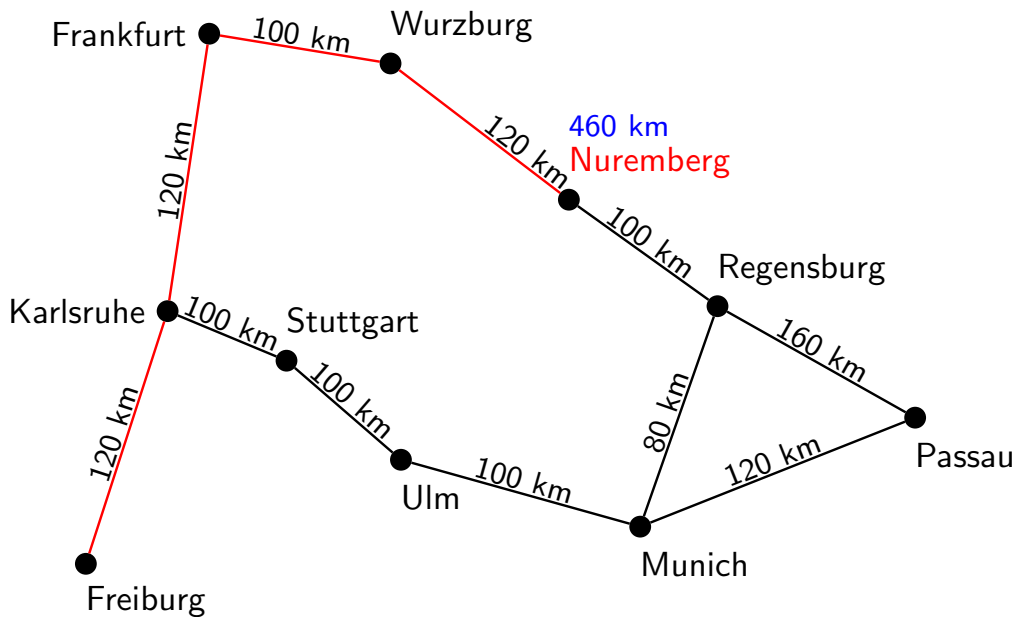 Frankfurt
100 km
Wurzburg
120 km
460 km
Nuremberg
120 km
100 km
Regensburg
Karlsruhe
100 km
Stuttgart
160 km
100 km
80 km
120 km
120 km
100 km
Passau
Ulm
Munich
Freiburg